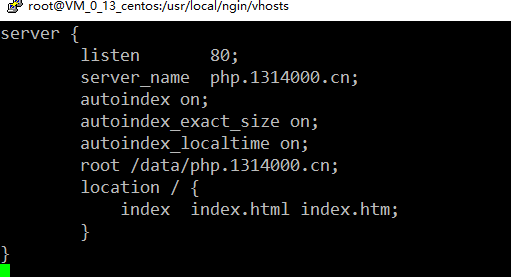 root@VM_0_13_centos:/usr/local/ngin/vhosts
server {
listen 80;
server_name php.1314000.cn;
autoindex on;
autoindex_exact_size on;
autoindex_localtime on;
root /data/php.1314000.cn;
location / {
index index.html index.htm;
}
}